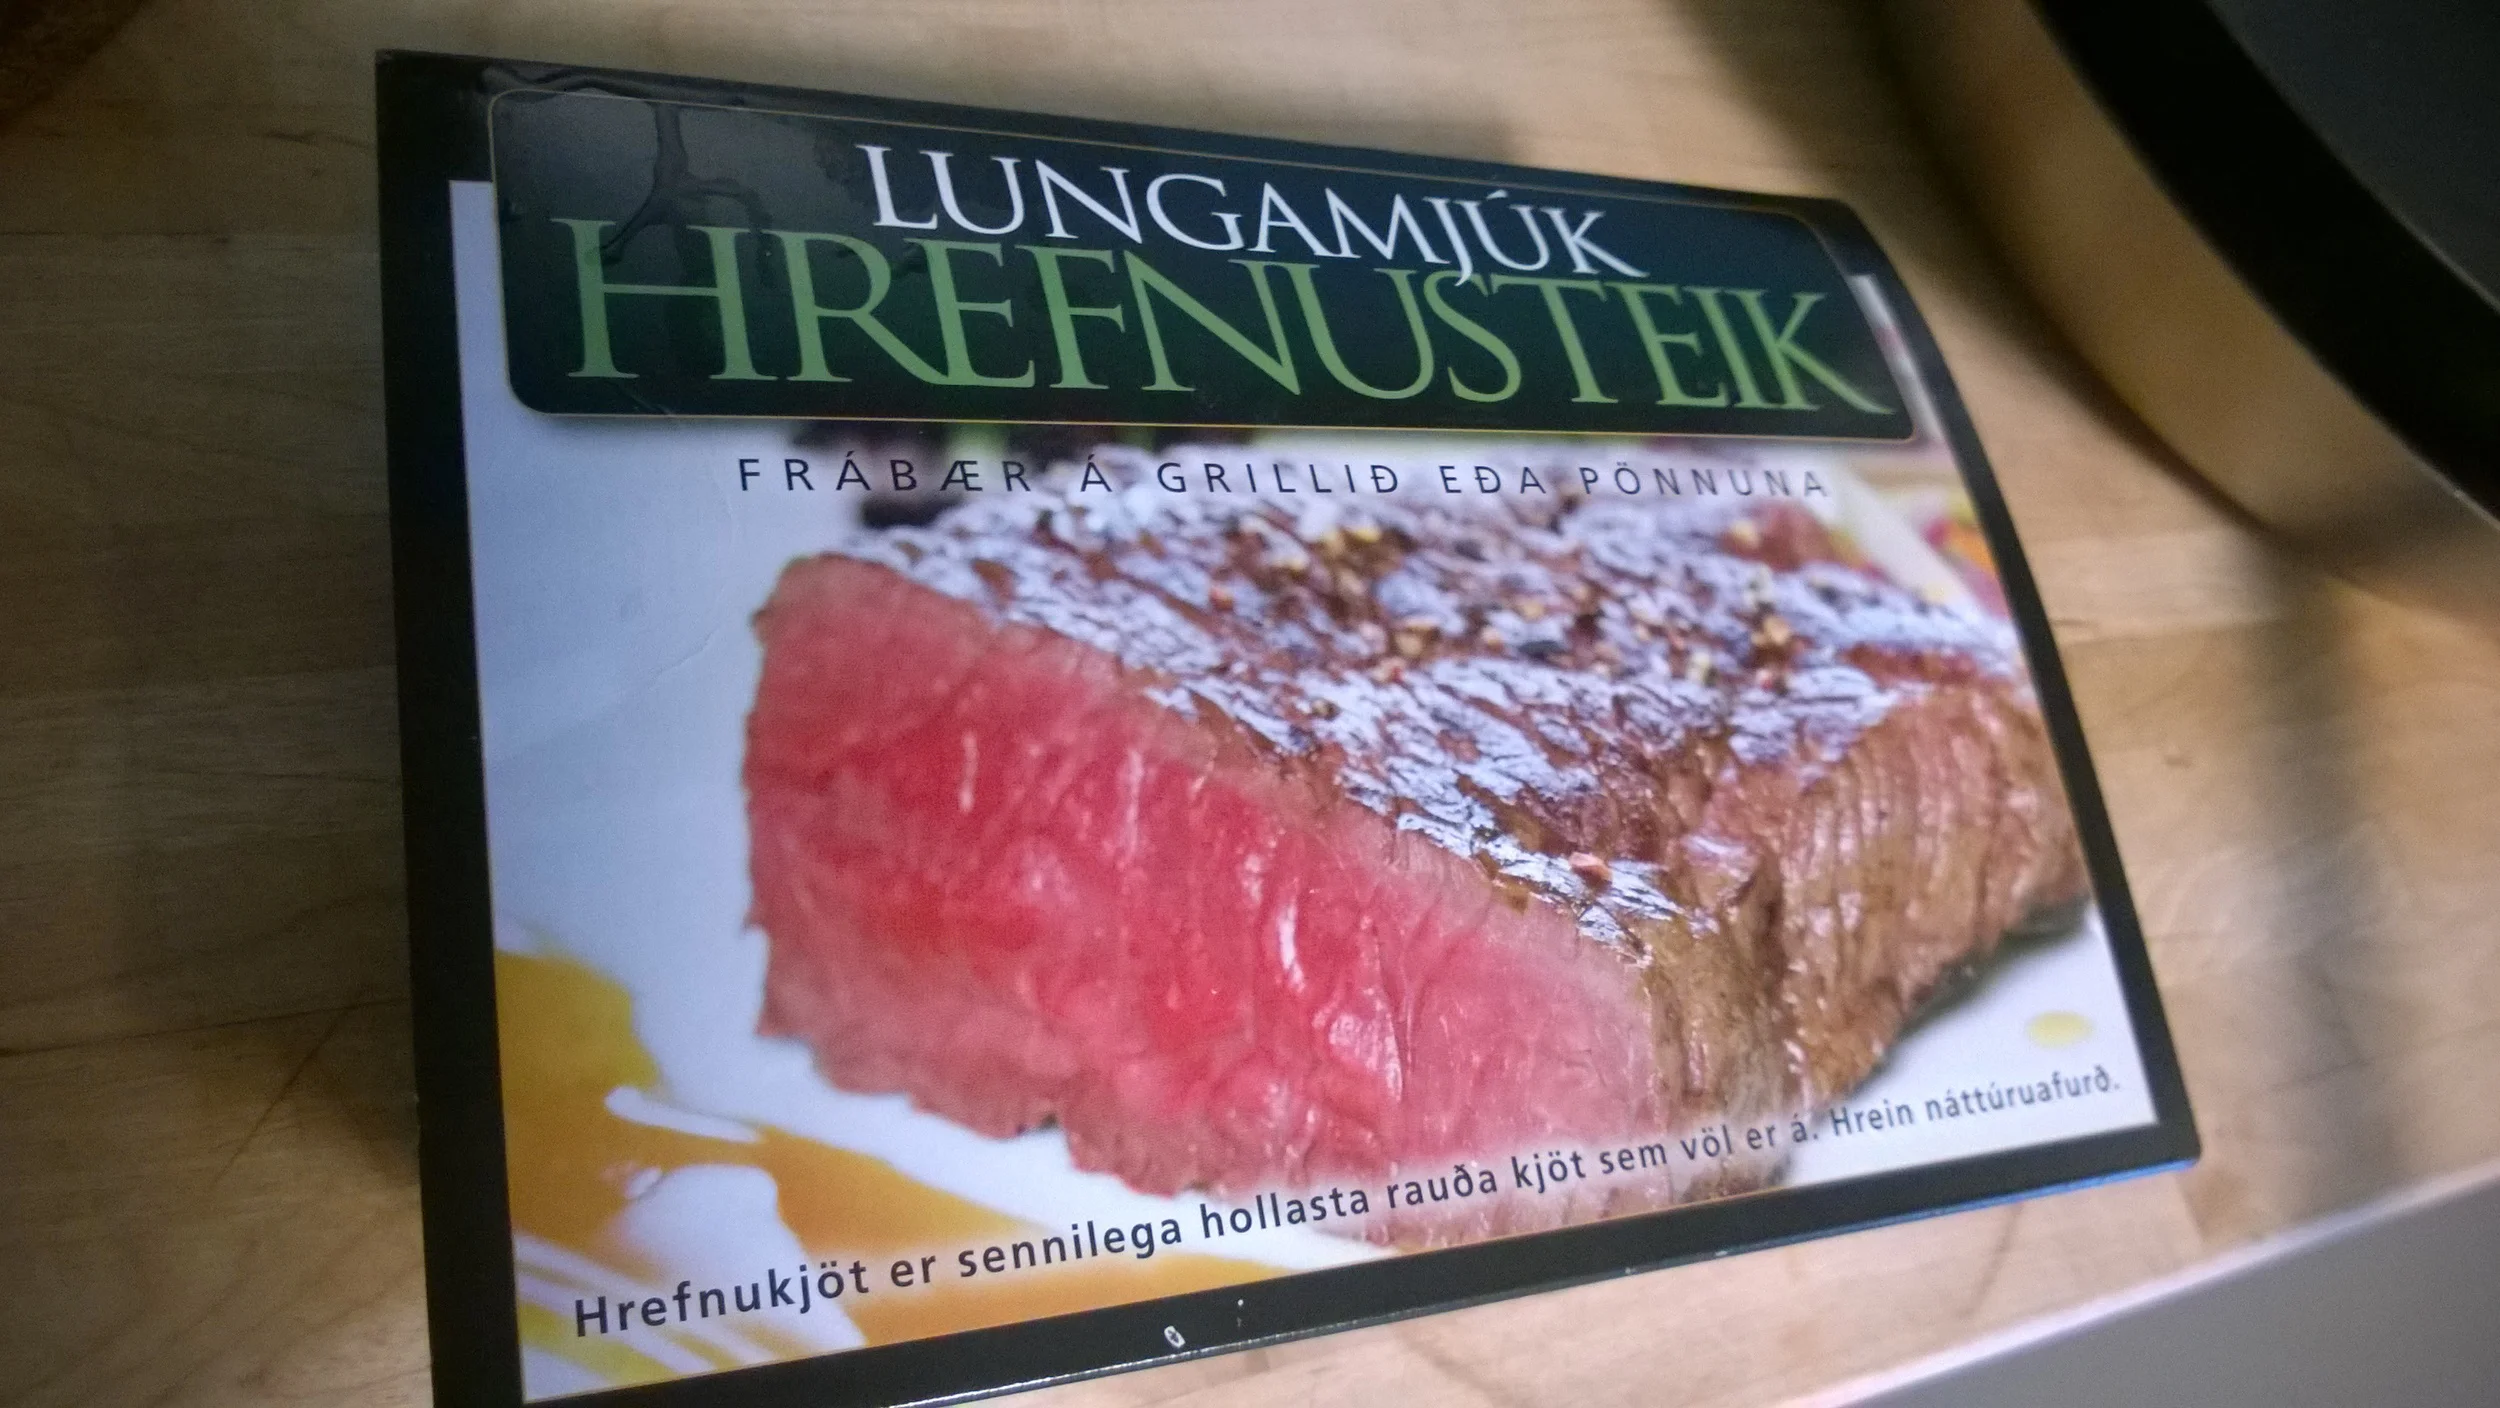 LUNGAMJÚK
HREFNUSTEIK
FRÁBÆR Á GRILLIÐ EÐA PÖNNUNA
Hrefnukjöt er sennilega hollasta rauða kjöt sem völ er á. Hrein náttúruafurð.